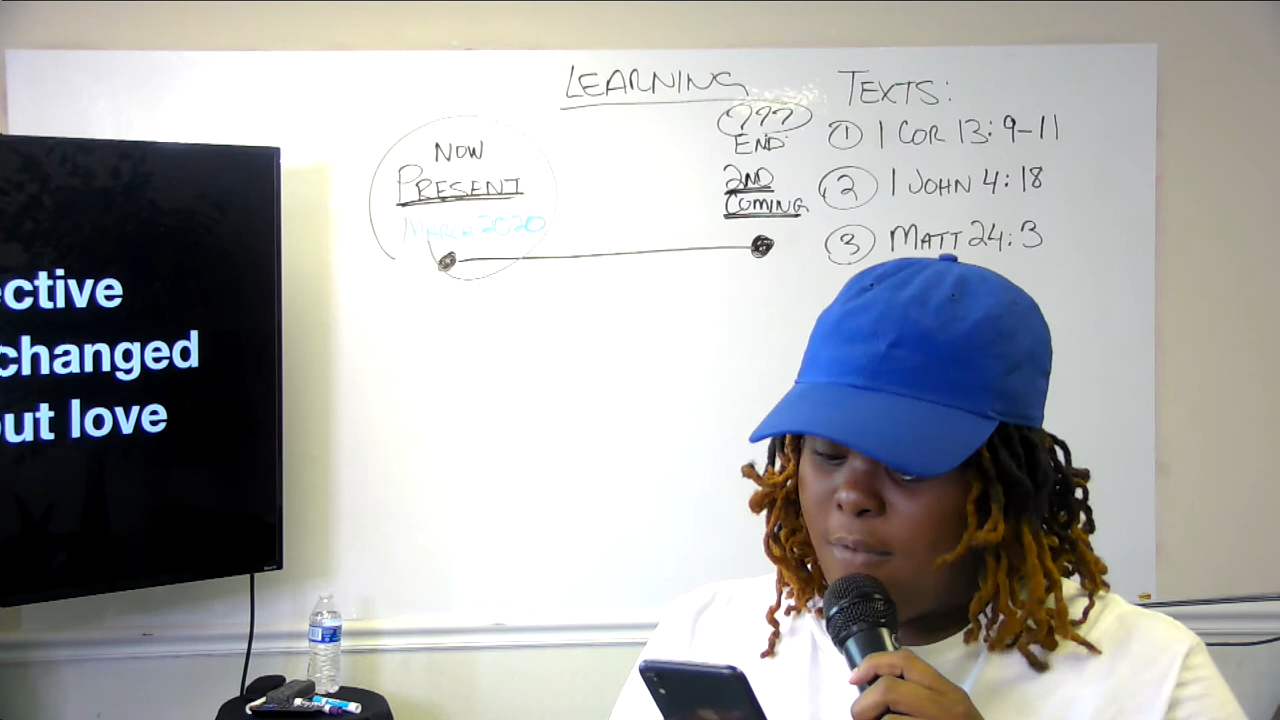 LEARNING
NOW
PRESENT
MARCH 2020
???
END:
2ND
COMING
TEXTS:
① 1 COR 13: 9-11
② 1 JOHN 4: 18
③ MATT 24: 3
ective
changed
out love